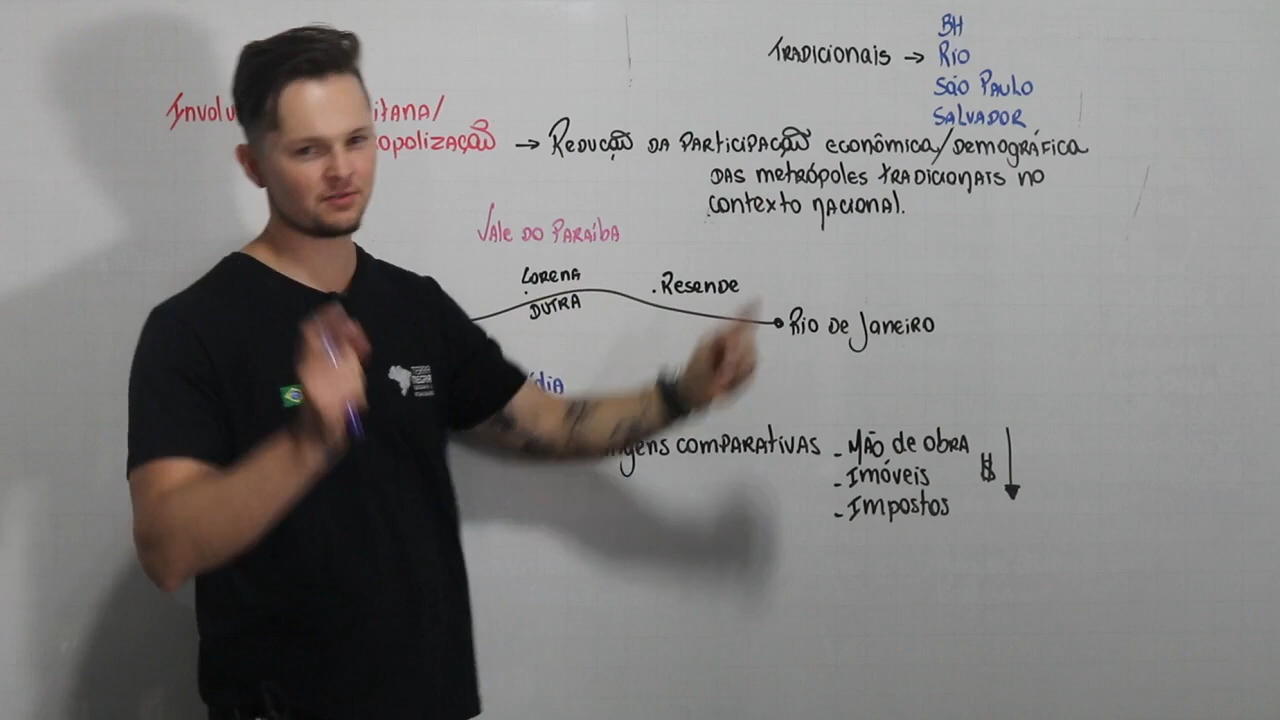 BH
TRADICIONAIS → RIO
SÃO PAULO
SALVADOR
INVOLU ITANA/
OPOLIZAÇÃO → REDUÇÃO DA PARTICIPAÇÃO ECONÔMICA/DEMOGRÁFICA
DAS METRÓPOLES TRADICIONAIS NO
CONTEXTO NACIONAL.
VALE DO PARAÍBA
LORENA
.RESENDE
DUTRA
RIO DE JANEIRO
DIA
GENS COMPARATIVAS - MÃO DE OBRA
- IMÓVEIS
$
- IMPOSTOS